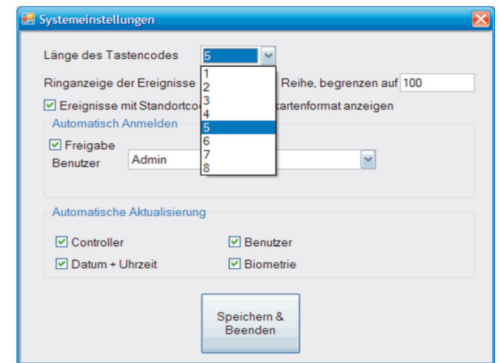 Systemeinstellungen
Länge des Tastencodes 5
1
2
3
4
5
6
7
8
Ringanzeige der Ereignisse Reihe, begrenzen auf 100
Ereignisse mit Standortco kartenformat anzeigen
Automatisch Anmelden
Freigabe
Benutzer Admin
Automatische Aktualisierung
Controller Benutzer
Datum + Uhrzeit Biometrie
Speichern &
Beenden